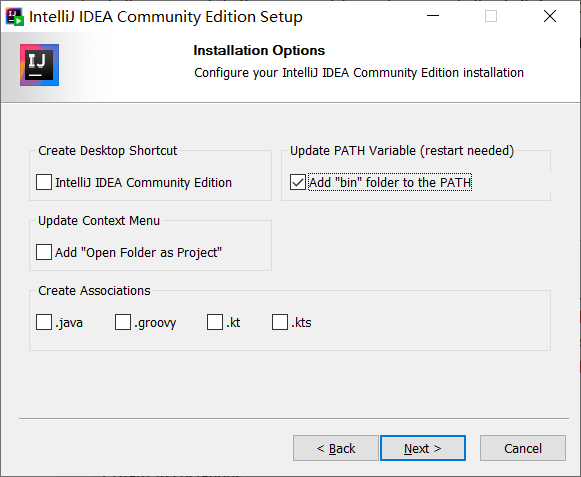 IntelliJ IDEA Community Edition Setup
IJ
Installation Options
Configure your IntelliJ IDEA Community Edition installation
Create Desktop Shortcut
IntelliJ IDEA Community Edition
Update PATH Variable (restart needed)
Add "bin" folder to the PATH
Update Context Menu
Add "Open Folder as Project"
Create Associations
.java .groovy .kt .kts
< Back Next > Cancel